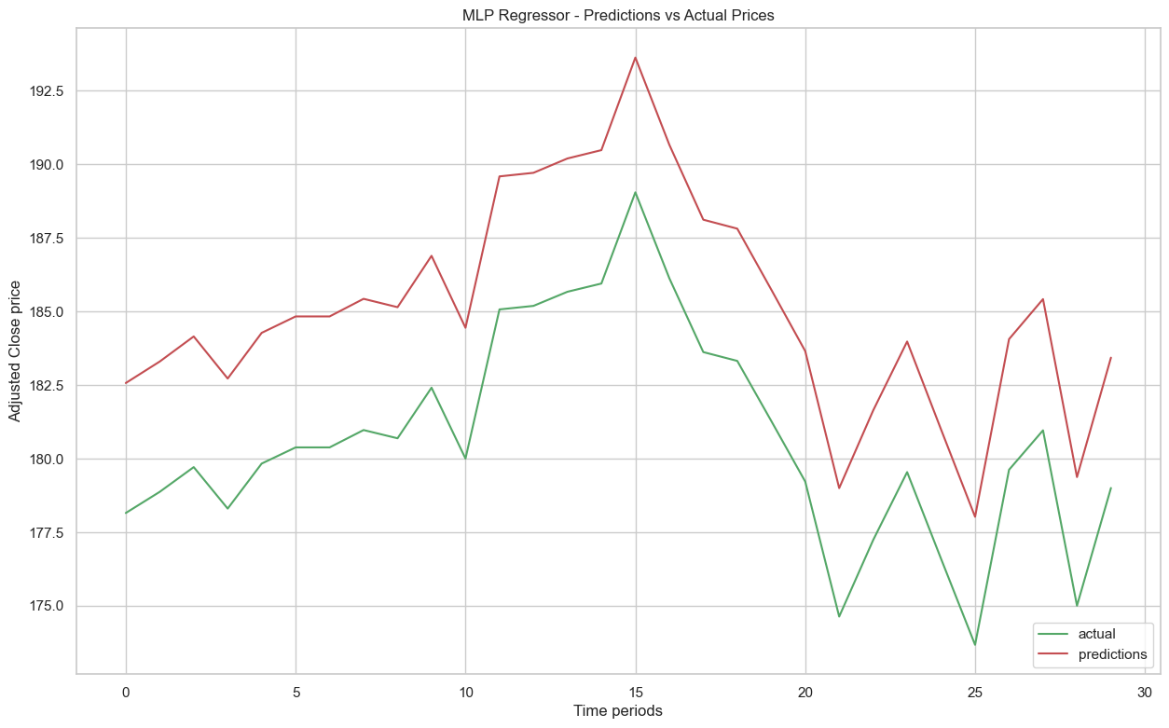 MLP Regressor - Predictions vs Actual Prices
192.5
190.0
187.5
185.0
182.5
180.0
177.5
175.0
Adjusted Close price
actual
predictions
0 5 10 15 20 25 30
Time periods